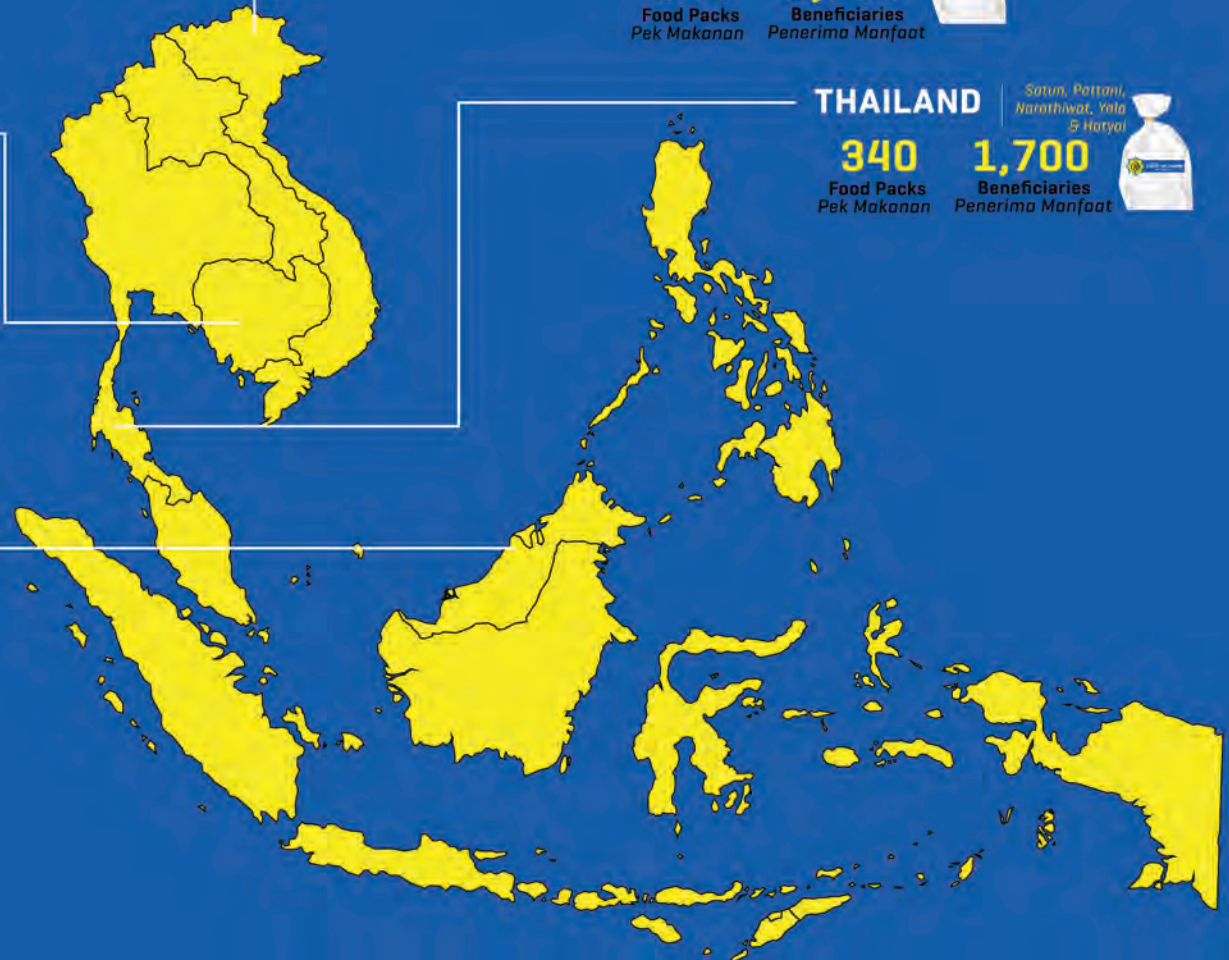 Food Packs
Pek Makanan
Beneficiaries
Penerima Manfaat
THAILAND
Satun, Pattani,
Narathiwat, Yala
& Hatyai
340
Food Packs
Pek Makanan
1,700
Beneficiaries
Penerima Manfaat